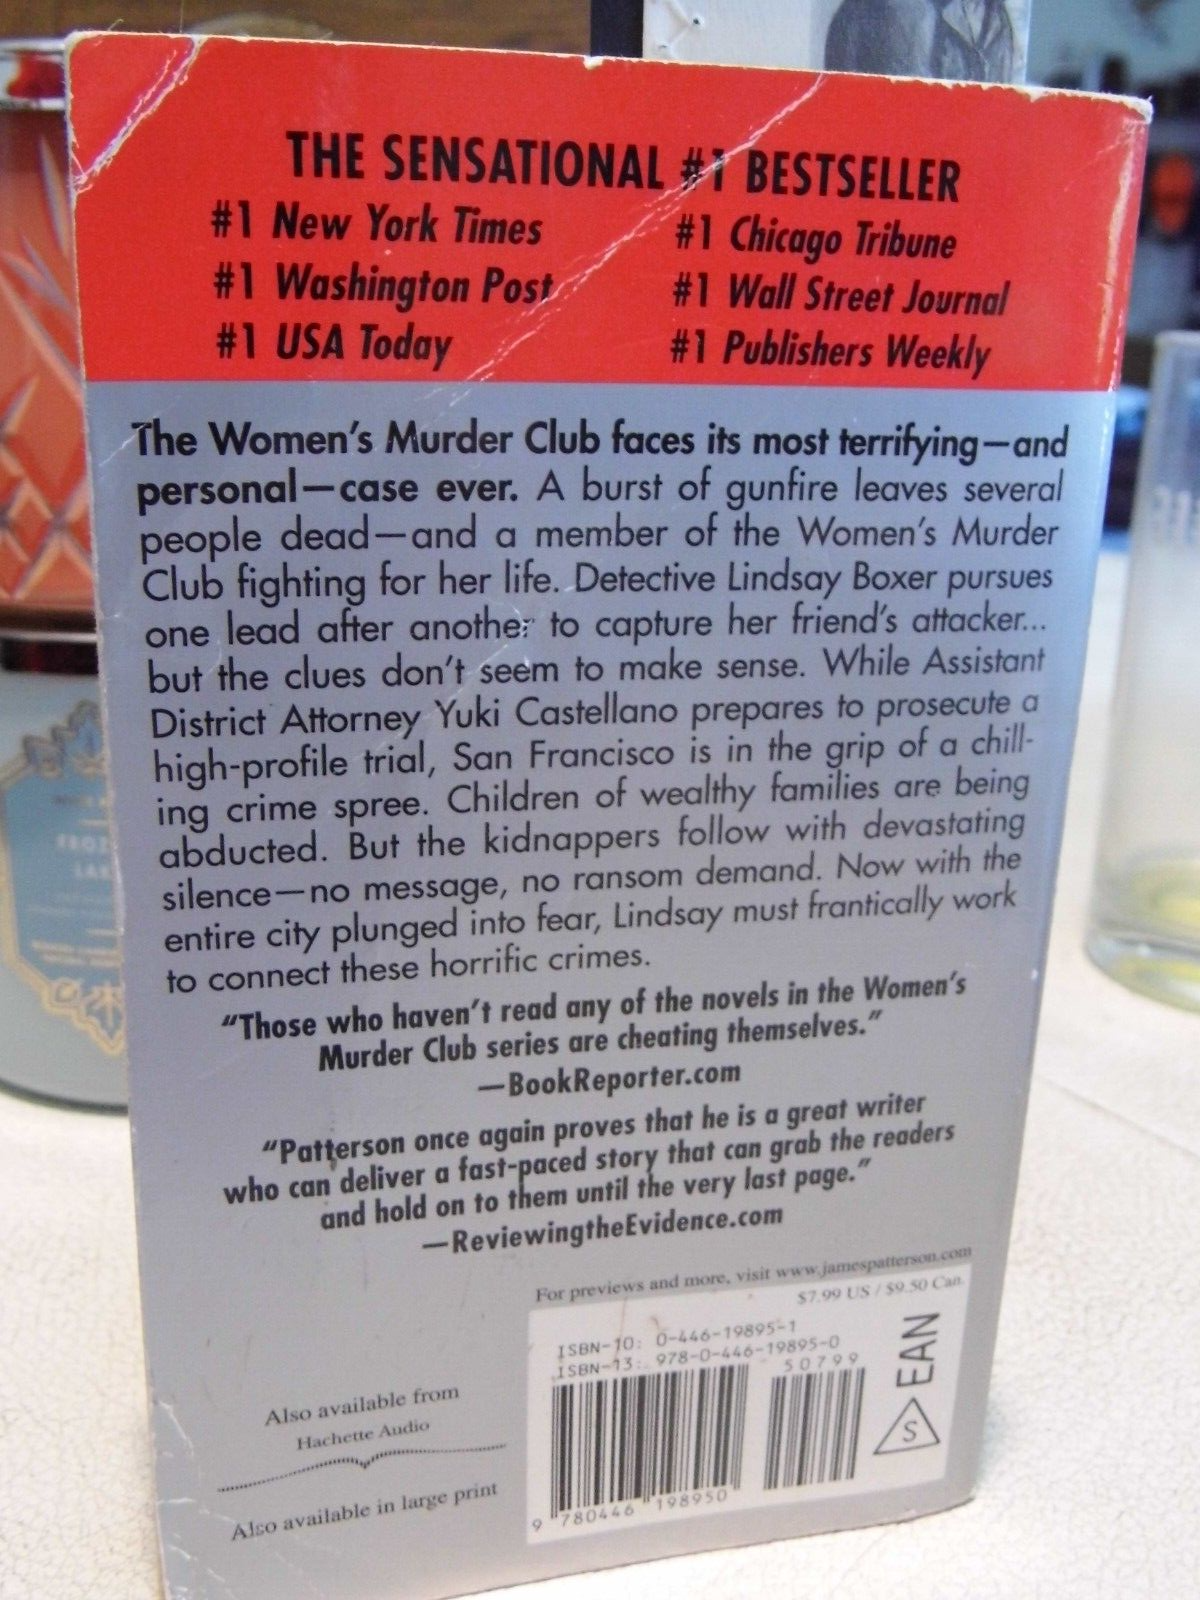 THE SENSATIONAL #1 BESTSELLER
#1 New York Times
#1 Chicago Tribune
#1 Washington Post
#1 Wall Street Journal
#1 USA Today
#1 Publishers Weekly
The Women's Murder Club faces its most terrifying—and
personal—case ever. A burst of gunfire leaves several
people dead—and a member of the Women's Murder
Club fighting for her life. Detective Lindsay Boxer pursues
one lead after another to capture her friend's attacker...
but the clues don't seem to make sense. While Assistant
District Attorney Yuki Castellano prepares to prosecute a
high-profile trial, San Francisco is in the grip of a chill-
ing crime spree. Children of wealthy families are being
abducted. But the kidnappers follow with devastating
silence—no message, no ransom demand. Now with the
entire city plunged into fear, Lindsay must frantically work
to connect these horrific crimes.
"Those who haven't read any of the novels in the Women's
Murder Club series are cheating themselves."
—BookReporter.com
"Patterson once again proves that he is a great writer
who can deliver a fast-paced story that can grab the readers
and hold on to them until the very last page."
—ReviewingtheEvidence.com
For previews and more, visit www.jamespatterson.com
$7.99 US / $9.50 Can.
ISBN-10: 0-446-19895-1
ISBN-13: 978-0-446-19895-0
50799
EAN
S
9 780446 198950
Also available from
Hachette Audio
Also available in large print